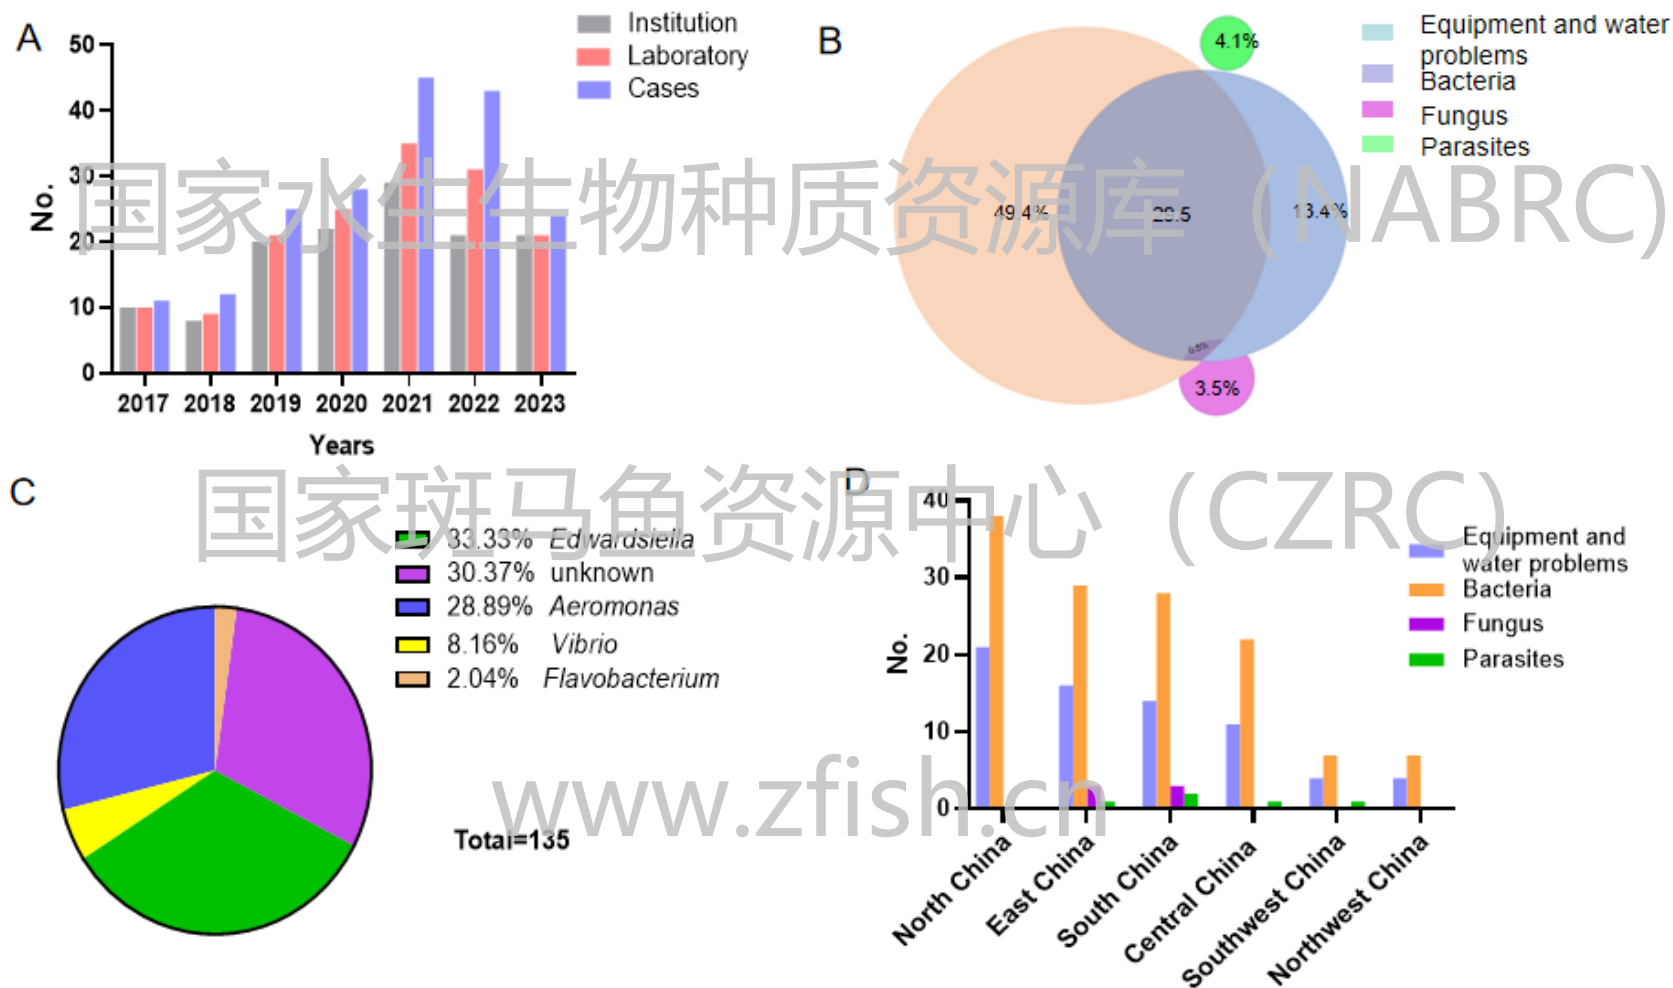 A
No.
50
40
30
20
10
0
2017 2018 2019 2020 2021 2022 2023
Years
Institution
Laboratory
Cases
B
4.1%
49.4%
29.5
13.4%
0.5%
3.5%
Equipment and water
problems
Bacteria
Fungus
Parasites
国家水生生物种质资源库 (NABRC)
国家斑马鱼资源中心 (CZRC)
www.zfish.cn
C
33.33% Edwardsiella
30.37% unknown
28.89% Aeromonas
8.16% Vibrio
2.04% Flavobacterium
Total=135
D
No.
40
30
20
10
0
North China
East China
South China
Central China
Southwest China
Northwest China
Equipment and
water problems
Bacteria
Fungus
Parasites